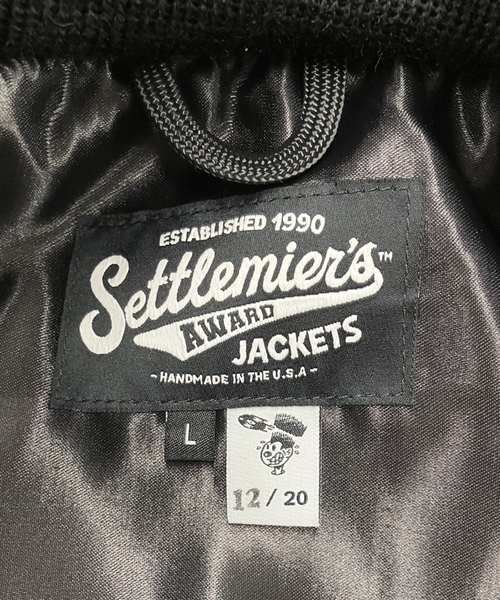 ESTABLISHED 1990
Settlemier's™
AWARD
JACKETS
- HANDMADE IN THE U.S.A -
L
12 / 20